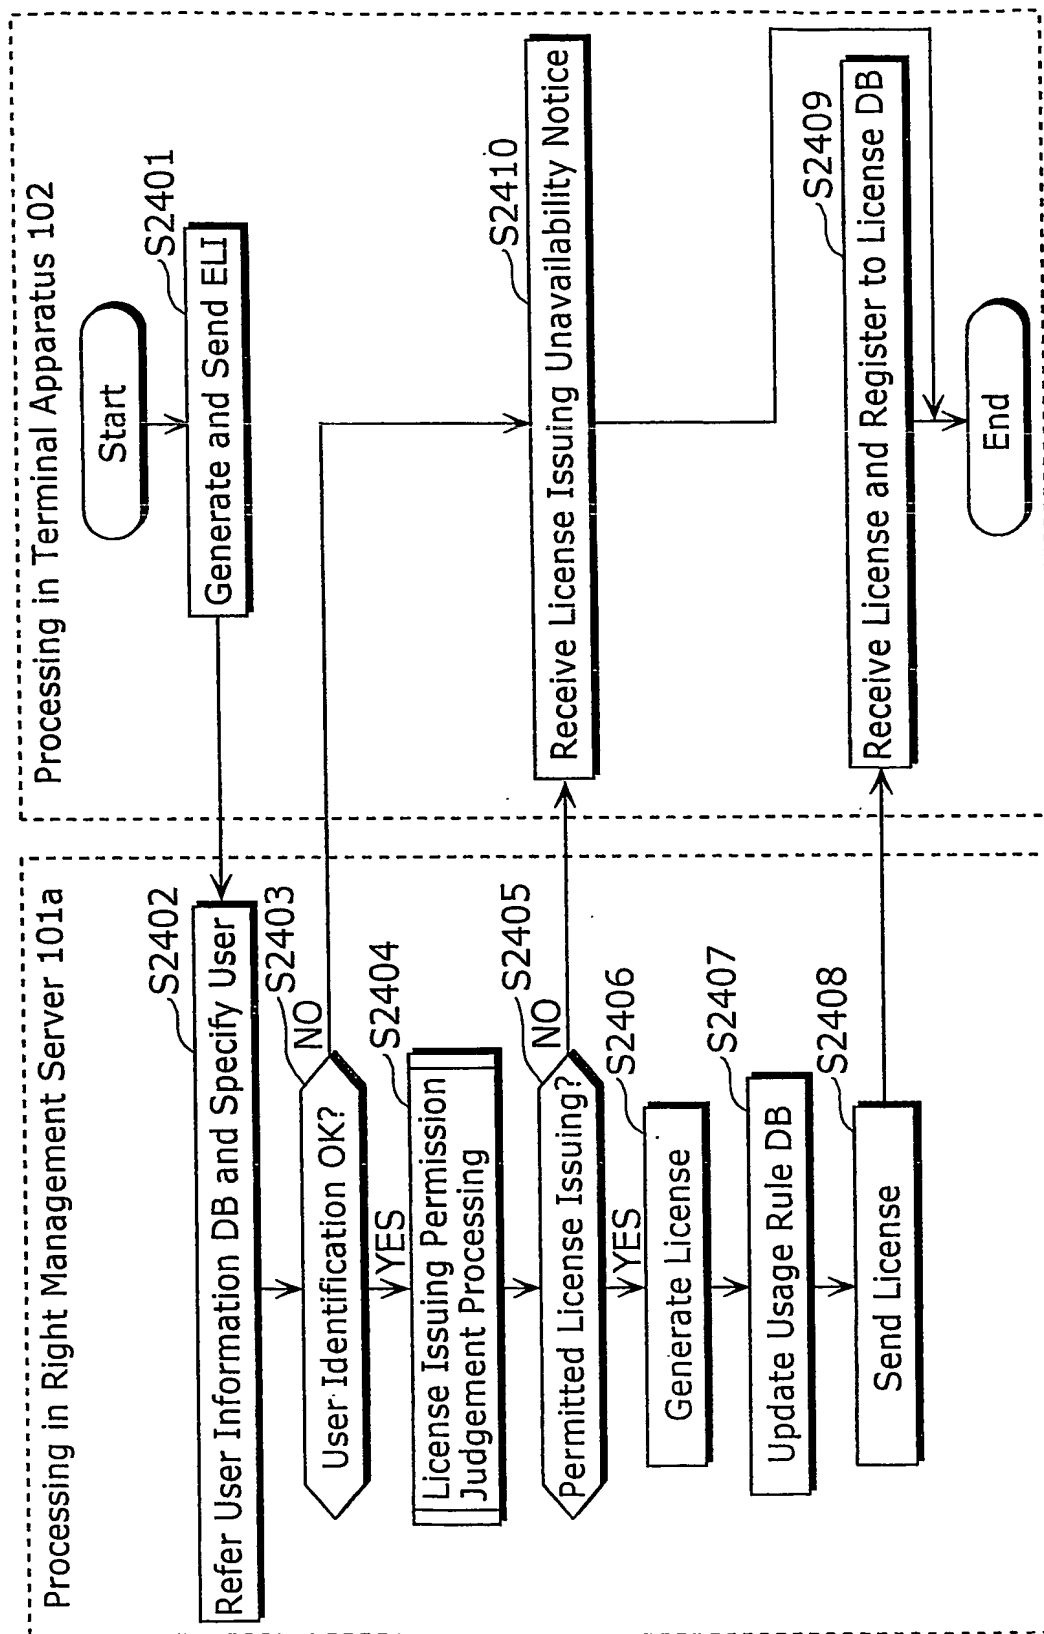 Processing in Right Management Server 101a
Processing in Terminal Apparatus 102
Start
S2401
Generate and Send ELI
S2402
Refer User Information DB and Specify User
S2403
User Identification OK?
NO
YES
S2404
License Issuing Permission
Judgement Processing
S2405
Permitted License Issuing?
NO
YES
S2410
Receive License Issuing Unavailability Notice
S2406
Generate License
S2407
Update Usage Rule DB
S2408
Send License
S2409
Receive License and Register to License DB
End